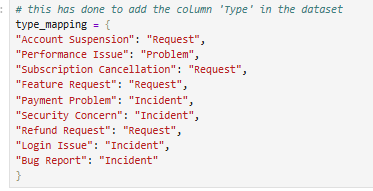 # this has done to add the column 'Type' in the dataset
type_mapping = {
"Account Suspension": "Request",
"Performance Issue": "Problem",
"Subscription Cancellation": "Request",
"Feature Request": "Request",
"Payment Problem": "Incident",
"Security Concern": "Incident",
"Refund Request": "Request",
"Login Issue": "Incident",
"Bug Report": "Incident"
}